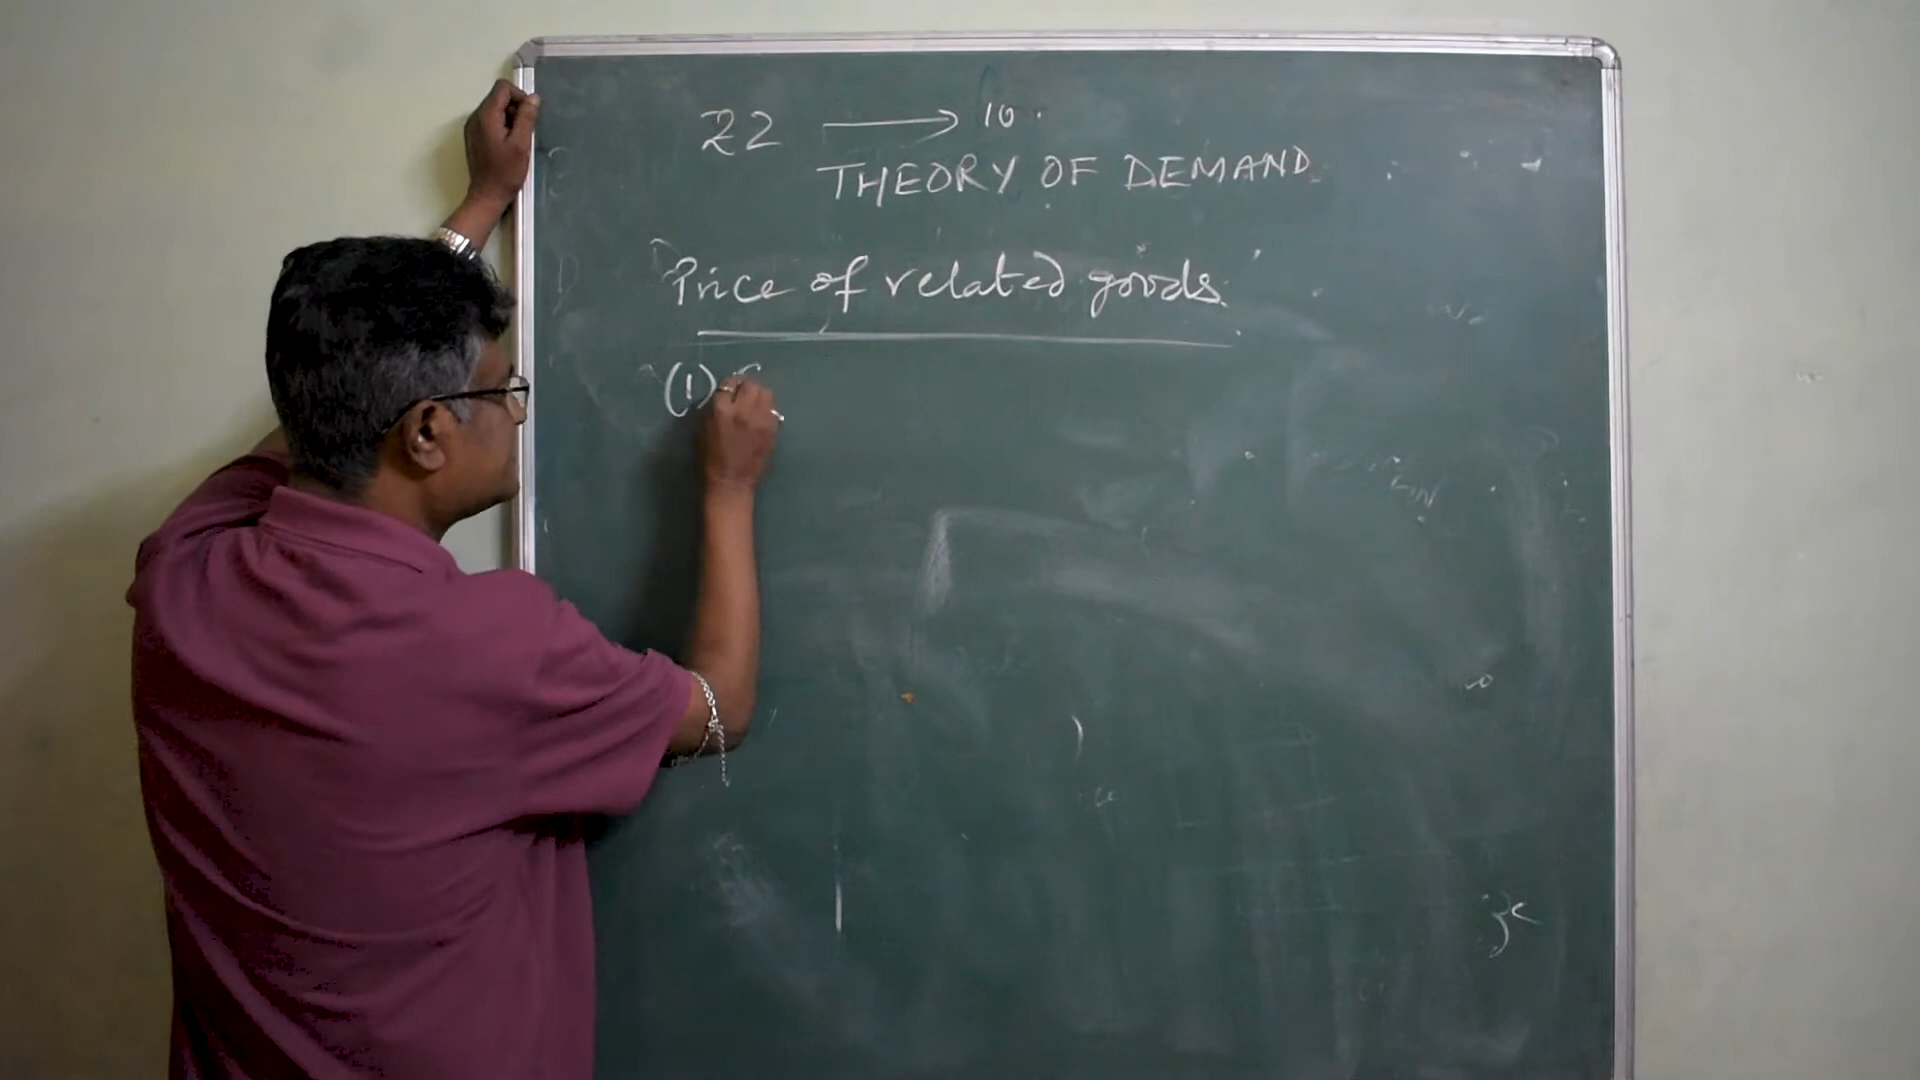 22 → 10.
THEORY OF DEMAND
Price of related goods.
(1)